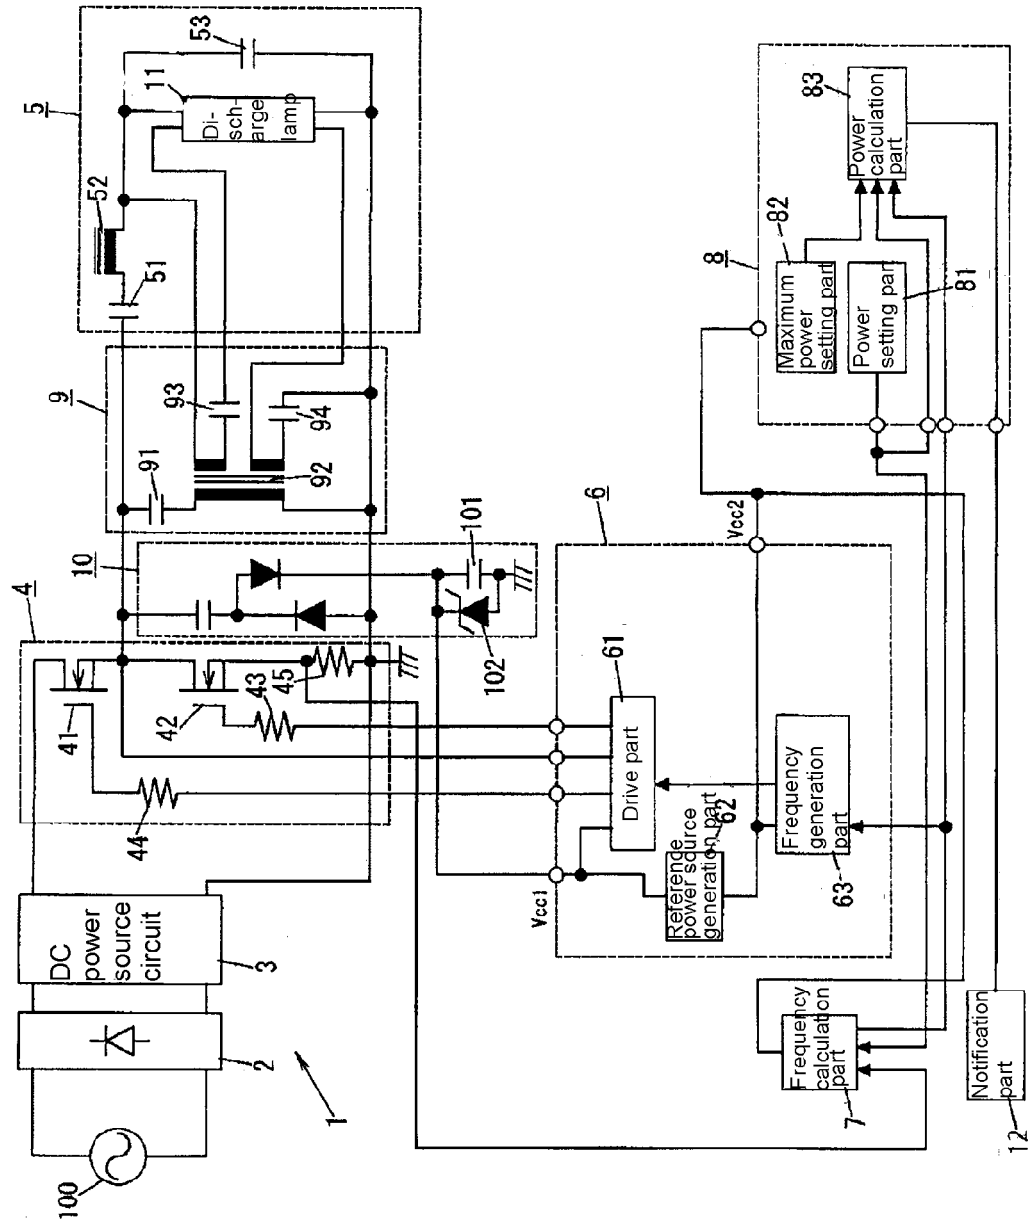 100
1
2
DC
power
source
circuit
3
4
41
42
43
44
45
10
101
102
9
91
92
93
94
5
51
52
53
11
Di-
sch-
arge
lamp
6
61
Drive part
Reference
power source
generation part
62
Frequency
generation
part
63
Vcc1
Vcc2
Frequency
calculation
part
7
8
Maximum
power
setting part
82
Power
setting part
81
Power
calculation
part
83
Notification
part
12